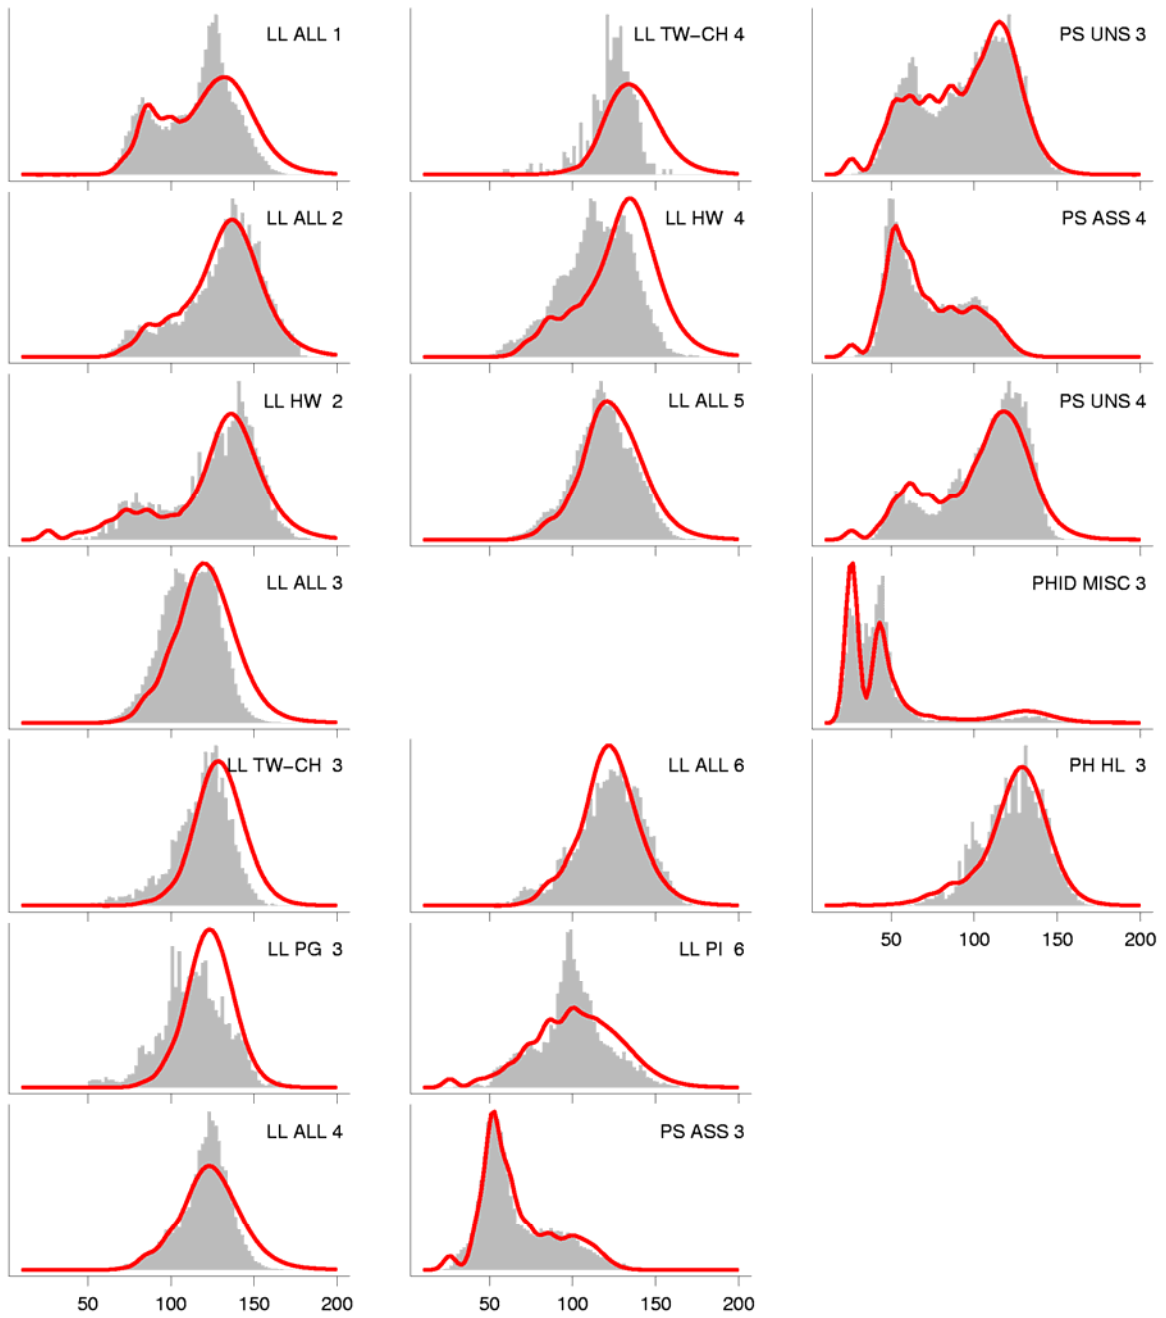 LL ALL 1
LL ALL 2
LL HW 2
LL ALL 3
LL TW−CH 3
LL PG 3
LL ALL 4
50 100 150 200
LL TW−CH 4
LL HW 4
LL ALL 5
LL ALL 6
LL PI 6
PS ASS 3
50 100 150 200
PS UNS 3
PS ASS 4
PS UNS 4
PHID MISC 3
PH HL 3
50 100 150 200